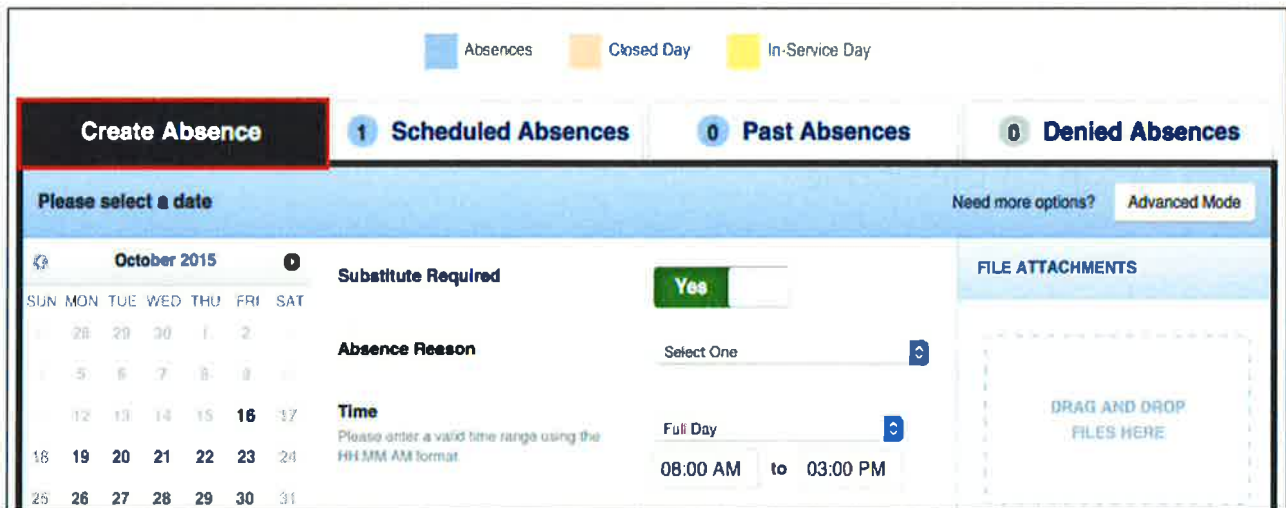 Absences Closed Day In-Service Day
Create Absence 1 Scheduled Absences 0 Past Absences 0 Denied Absences
Please select a date Need more options? Advanced Mode
October 2015
SUN MON TUE WED THU FRI SAT
28 29 30 1 2
5 6 7 8 9
12 13 14 15 16 17
18 19 20 21 22 23 24
25 26 27 28 29 30 31
Substitute Required Yes
Absence Reason Select One
Time Full Day
Please enter a valid time range using the
HH:MM AM format
08:00 AM to 03:00 PM
FILE ATTACHMENTS
DRAG AND DROP
FILES HERE